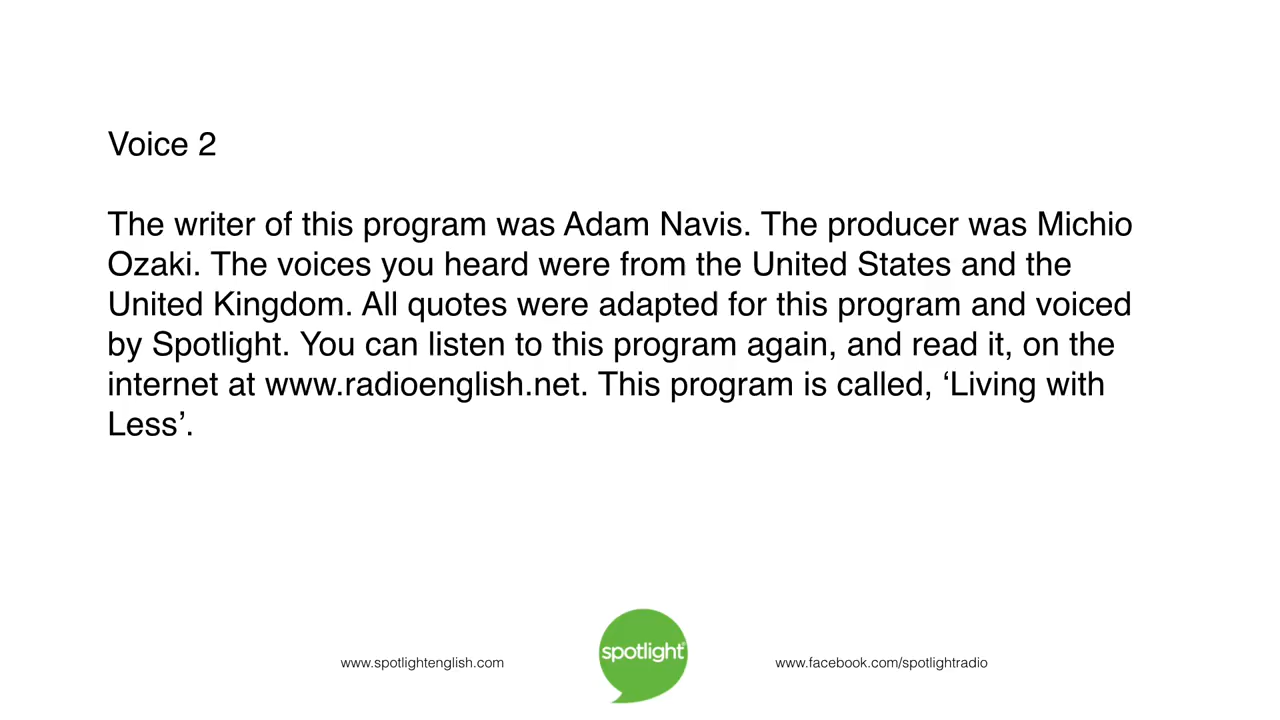 Voice 2
The writer of this program was Adam Navis. The producer was Michio
Ozaki. The voices you heard were from the United States and the
United Kingdom. All quotes were adapted for this program and voiced
by Spotlight. You can listen to this program again, and read it, on the
internet at www.radioenglish.net. This program is called, ‘Living with
Less’.
www.spotlightenglish.com
spotlight
www.facebook.com/spotlightradio